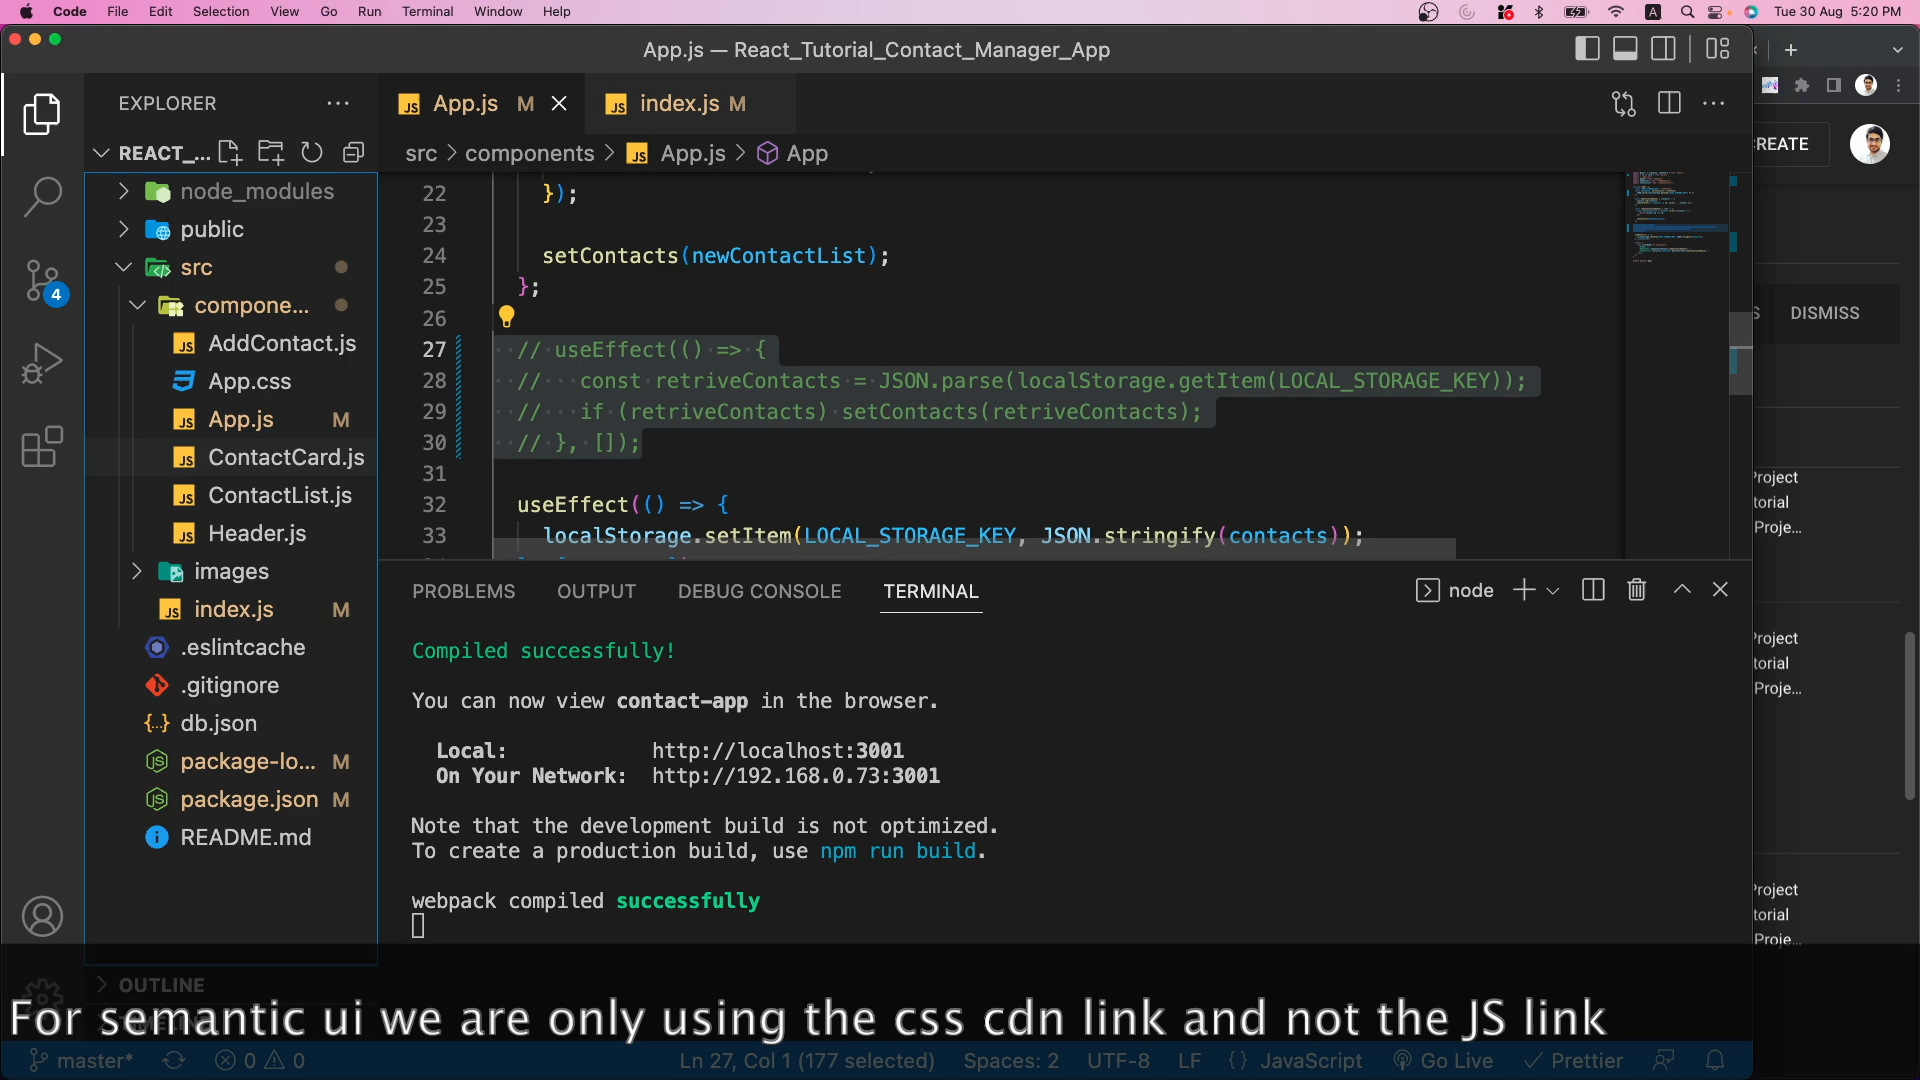 Code File Edit Selection View Go Run Terminal Window Help
A Tue 30 Aug 5:20 PM
App.js — React_Tutorial_Contact_Manager_App
EXPLORER
App.js M
index.js M
REACT_...
src > components > App.js > App
node_modules
public
src
compone...
AddContact.js
App.css
App.js M
ContactCard.js
ContactList.js
Header.js
images
index.js M
.eslintcache
.gitignore
db.json
package-lo... M
package.json M
README.md
OUTLINE
4
22 });
23
24 setContacts(newContactList);
25 };
26
27 // useEffect(() => {
28 //   const retriveContacts = JSON.parse(localStorage.getItem(LOCAL_STORAGE_KEY));
29 //   if (retriveContacts) setContacts(retriveContacts);
30 // }, []);
31
32 useEffect(() => {
33 localStorage.setItem(LOCAL_STORAGE_KEY, JSON.stringify(contacts));
PROBLEMS OUTPUT DEBUG CONSOLE TERMINAL
node
Compiled successfully!
You can now view contact-app in the browser.
Local: http://localhost:3001
On Your Network: http://192.168.0.73:3001
Note that the development build is not optimized.
To create a production build, use npm run build.
webpack compiled successfully
REATE
S DISMISS
Project
torial
Proje...
Project
torial
Proje...
Project
torial
Proje...
For semantic ui we are only using the css cdn link and not the JS link
master* 0 0
Ln 27, Col 1 (177 selected) Spaces: 2 UTF-8 LF {} JavaScript Go Live Prettier